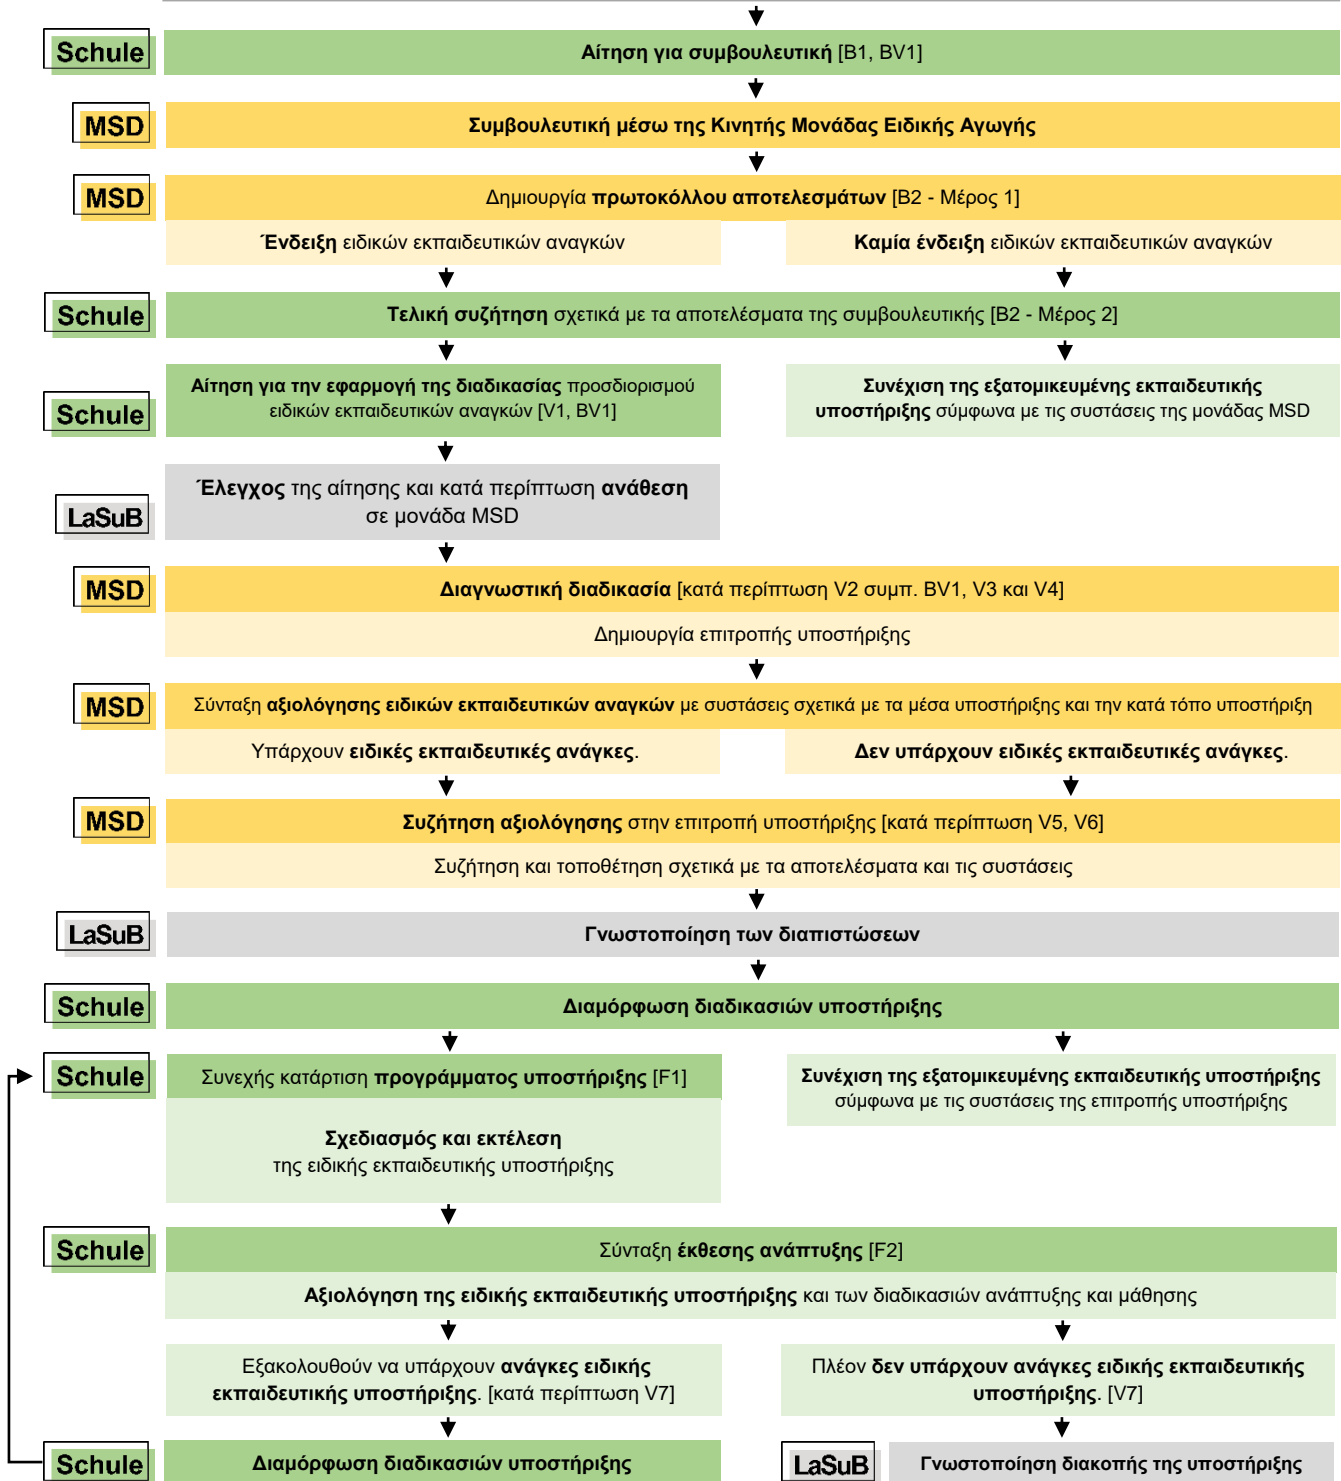 Schule
Αίτηση για συμβουλευτική [B1, BV1]
MSD
Συμβουλευτική μέσω της Κινητής Μονάδας Ειδικής Αγωγής
MSD
Δημιουργία πρωτοκόλλου αποτελεσμάτων [B2 - Μέρος 1]
Ένδειξη ειδικών εκπαιδευτικών αναγκών
Καμία ένδειξη ειδικών εκπαιδευτικών αναγκών
Schule
Τελική συζήτηση σχετικά με τα αποτελέσματα της συμβουλευτικής [B2 - Μέρος 2]
Schule
Αίτηση για την εφαρμογή της διαδικασίας προσδιορισμού
ειδικών εκπαιδευτικών αναγκών [V1, BV1]
Συνέχιση της εξατομικευμένης εκπαιδευτικής
υποστήριξης σύμφωνα με τις συστάσεις της μονάδας MSD
LaSuB
Έλεγχος της αίτησης και κατά περίπτωση ανάθεση
σε μονάδα MSD
MSD
Διαγνωστική διαδικασία [κατά περίπτωση V2 συμπ. BV1, V3 και V4]
Δημιουργία επιτροπής υποστήριξης
MSD
Σύνταξη αξιολόγησης ειδικών εκπαιδευτικών αναγκών με συστάσεις σχετικά με τα μέσα υποστήριξης και την κατά τόπο υποστήριξη
Υπάρχουν ειδικές εκπαιδευτικές ανάγκες.
Δεν υπάρχουν ειδικές εκπαιδευτικές ανάγκες.
MSD
Συζήτηση αξιολόγησης στην επιτροπή υποστήριξης [κατά περίπτωση V5, V6]
Συζήτηση και τοποθέτηση σχετικά με τα αποτελέσματα και τις συστάσεις
LaSuB
Γνωστοποίηση των διαπιστώσεων
Schule
Διαμόρφωση διαδικασιών υποστήριξης
Schule
Συνεχής κατάρτιση προγράμματος υποστήριξης [F1]
Συνέχιση της εξατομικευμένης εκπαιδευτικής υποστήριξης
σύμφωνα με τις συστάσεις της επιτροπής υποστήριξης
Σχεδιασμός και εκτέλεση
της ειδικής εκπαιδευτικής υποστήριξης
Schule
Σύνταξη έκθεσης ανάπτυξης [F2]
Αξιολόγηση της ειδικής εκπαιδευτικής υποστήριξης και των διαδικασιών ανάπτυξης και μάθησης
Εξακολουθούν να υπάρχουν ανάγκες ειδικής
εκπαιδευτικής υποστήριξης. [κατά περίπτωση V7]
Πλέον δεν υπάρχουν ανάγκες ειδικής εκπαιδευτικής
υποστήριξης. [V7]
Schule
Διαμόρφωση διαδικασιών υποστήριξης
LaSuB
Γνωστοποίηση διακοπής της υποστήριξης